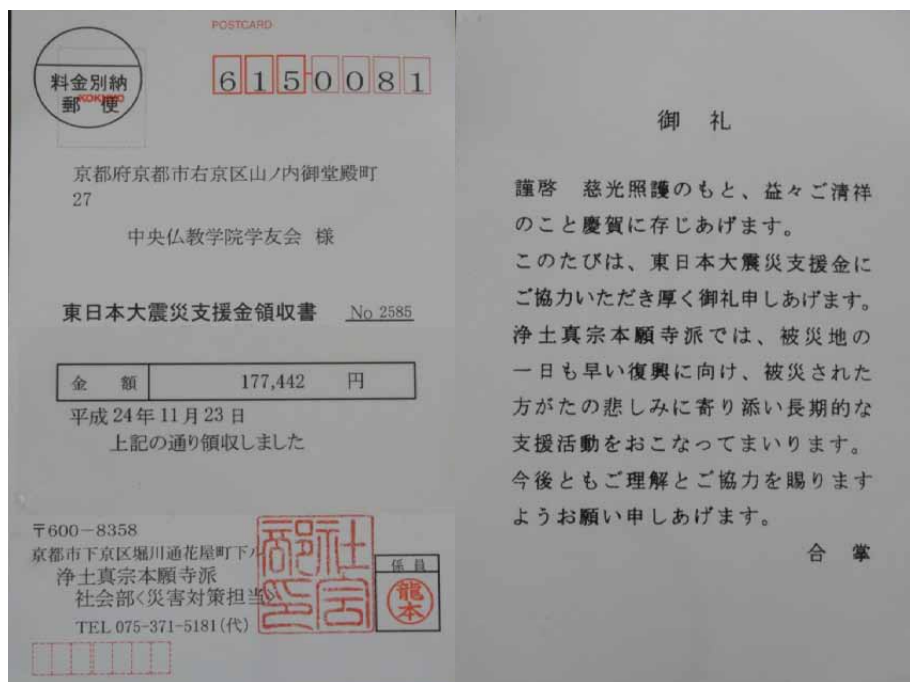 POSTCARD
料金別納
郵便
KOKUYO
615-0081
京都府京都市右京区山ノ内御堂殿町
27
中央仏教学院学友会 様
東日本大震災支援金領収書 No 2585
金 額 177,442 円
平成24年11月23日
上記の通り領収しました
〒600-8358
京都市下京区堀川通花屋町下ル
浄土真宗本願寺派
社会部〈災害対策担当〉
TEL 075-371-5181(代)
社会部印
係員
龍本
御 礼
謹啓 慈光照護のもと、益々ご清祥
のこと慶賀に存じあげます。
このたびは、東日本大震災支援金に
ご協力いただき厚く御礼申しあげます。
浄土真宗本願寺派では、被災地の
一日も早い復興に向け、被災された
方がたの悲しみに寄り添い長期的な
支援活動をおこなってまいります。
今後ともご理解とご協力を賜ります
ようお願い申しあげます。
合 掌